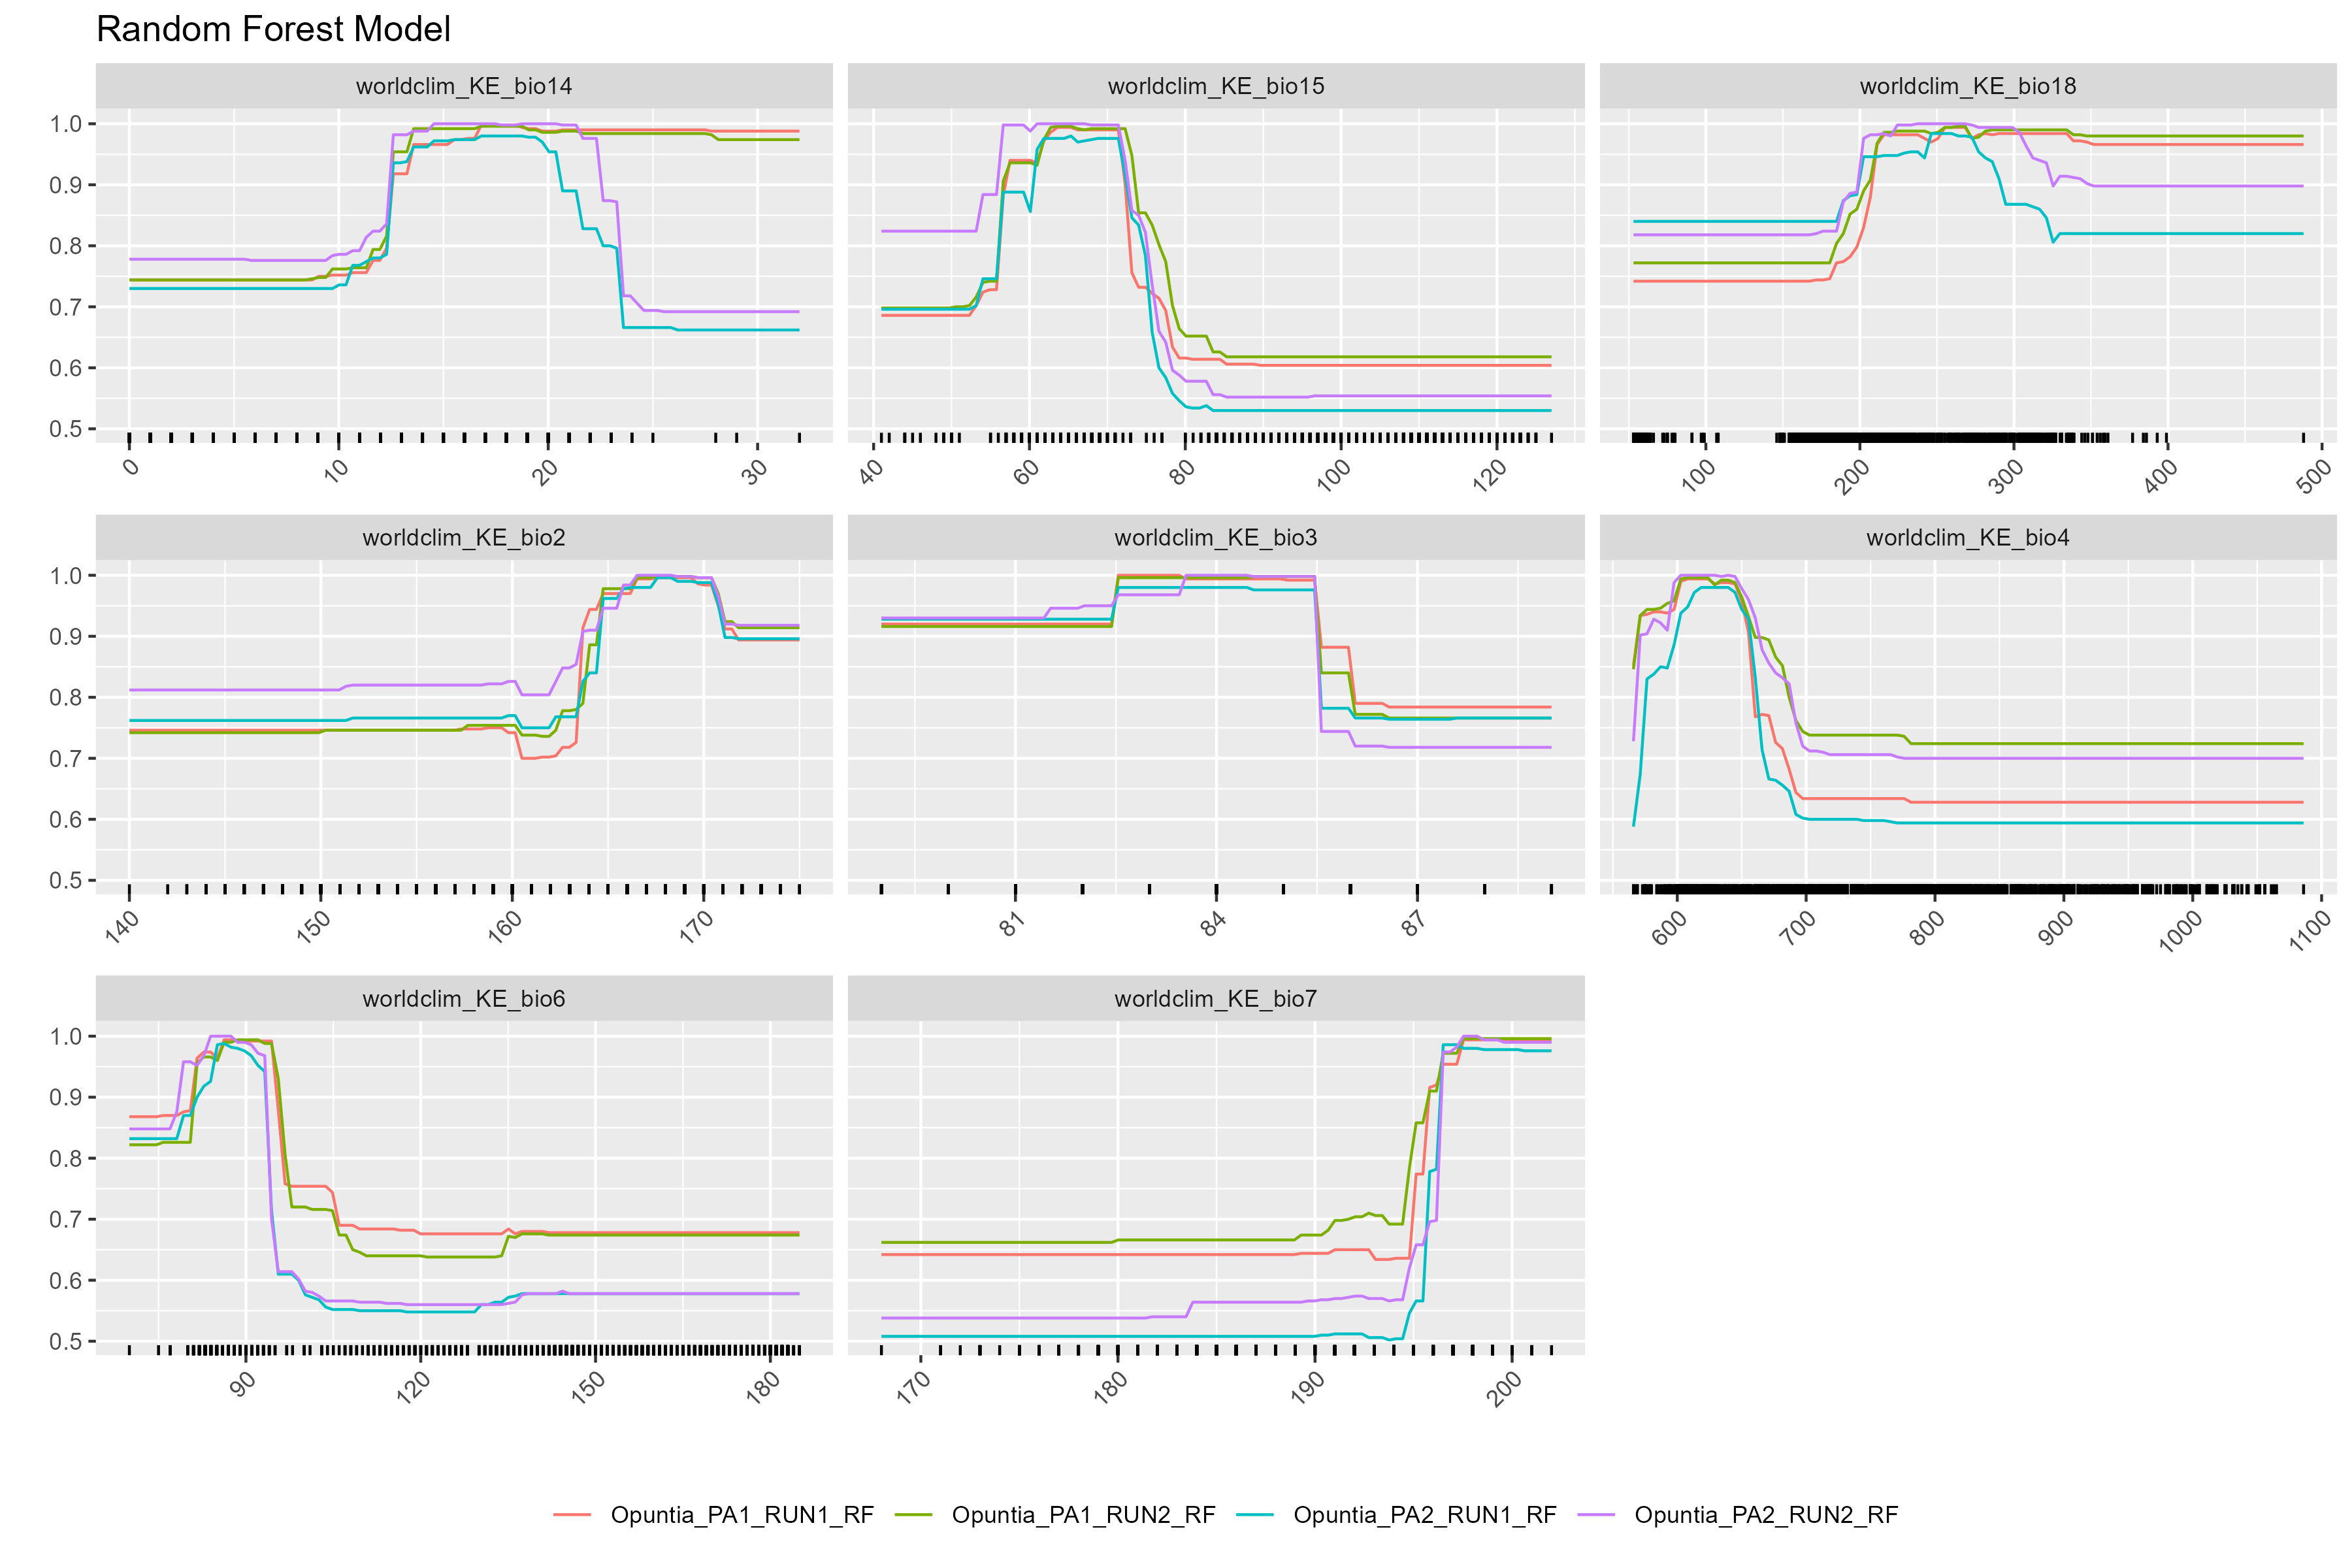 Random Forest Model
worldclim_KE_bio14 worldclim_KE_bio15 worldclim_KE_bio18
1.0
0.9
0.8
0.7
0.6
0.5
0 10 20 30 40 60 80 100 120 100 200 300 400 500
worldclim_KE_bio2 worldclim_KE_bio3 worldclim_KE_bio4
1.0
0.9
0.8
0.7
0.6
0.5
140 150 160 170 81 84 87 600 700 800 900 1000 1100
worldclim_KE_bio6 worldclim_KE_bio7
1.0
0.9
0.8
0.7
0.6
0.5
90 120 150 180 170 180 190 200
Opuntia_PA1_RUN1_RF Opuntia_PA1_RUN2_RF Opuntia_PA2_RUN1_RF Opuntia_PA2_RUN2_RF